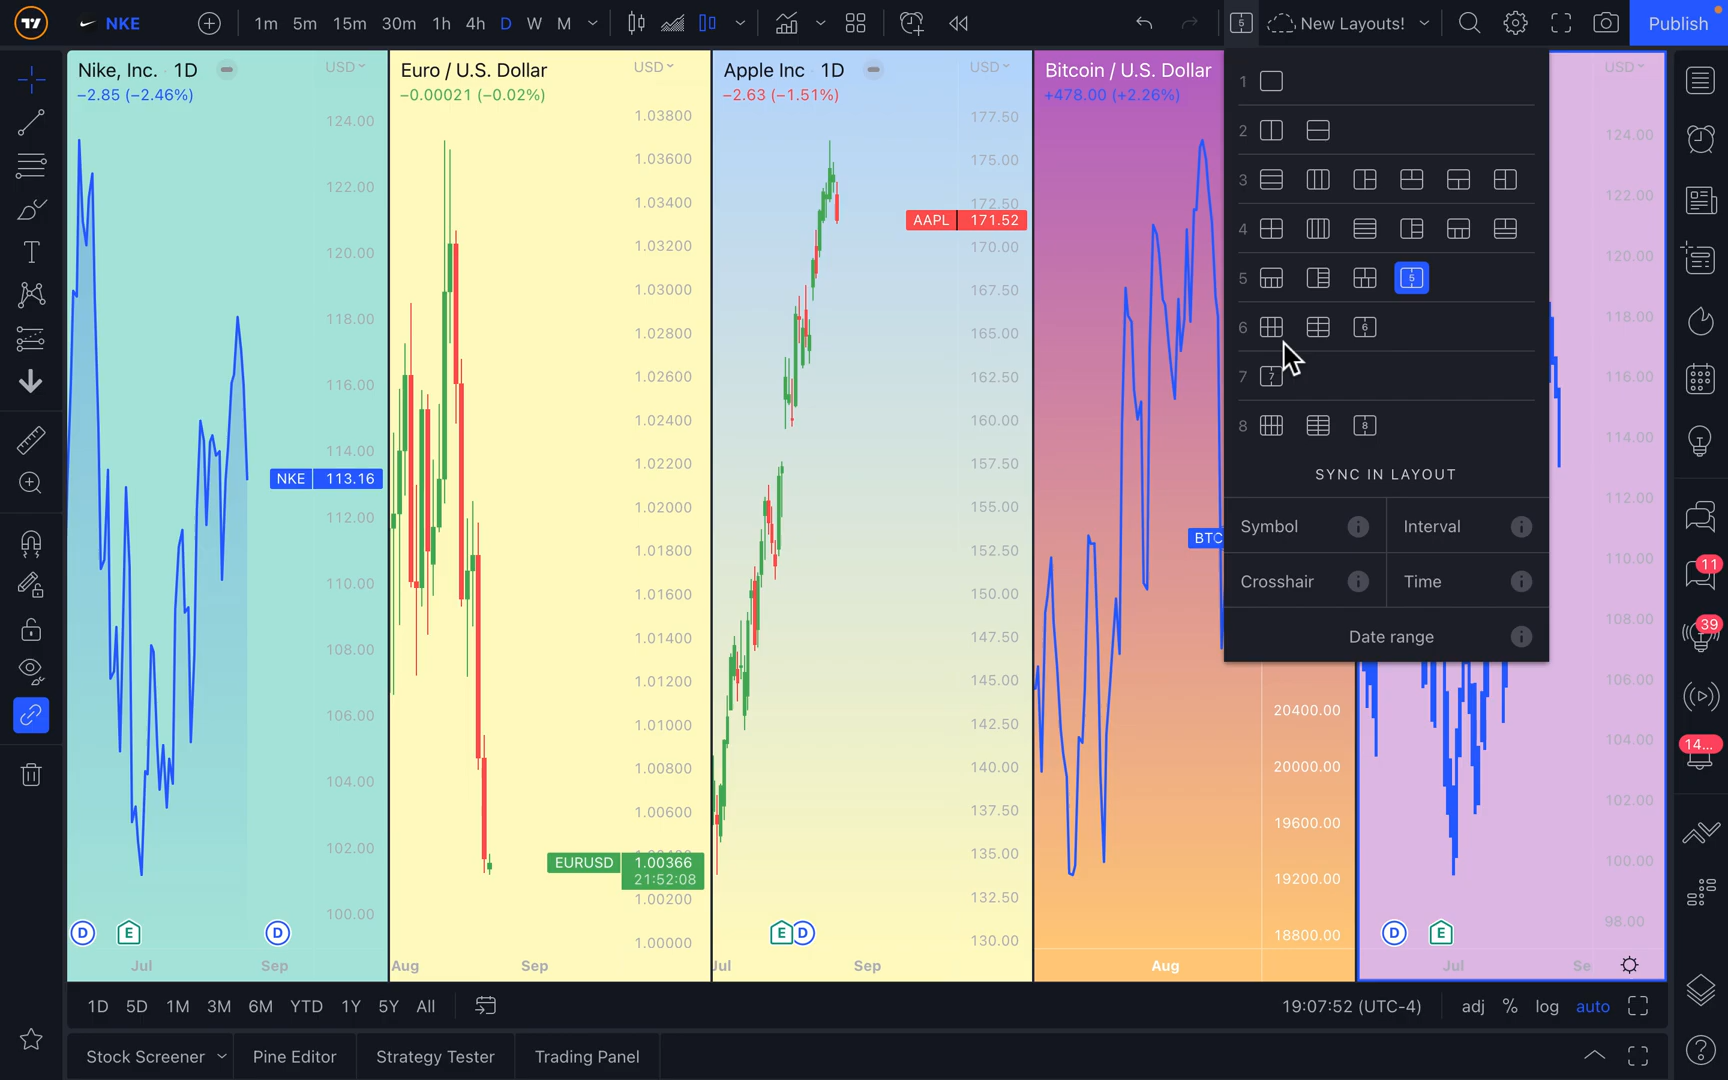 NKE
1m 5m 15m 30m 1h 4h D W M
5 New Layouts!
Publish
Nike, Inc. 1D
USD
−2.85 (−2.46%)
124.00
122.00
120.00
118.00
116.00
114.00
NKE 113.16
112.00
110.00
108.00
106.00
104.00
102.00
100.00
D E D
Jul Sep
Euro / U.S. Dollar
USD
−0.00021 (−0.02%)
1.03800
1.03600
1.03400
1.03200
1.03000
1.02800
1.02600
1.02400
1.02200
1.02000
1.01800
1.01600
1.01400
1.01200
1.01000
1.00800
1.00600
EURUSD 1.00366
21:52:08
1.00200
1.00000
Aug Sep
Apple Inc 1D
USD
−2.63 (−1.51%)
177.50
175.00
172.50
AAPL 171.52
170.00
167.50
165.00
162.50
160.00
157.50
155.00
152.50
150.00
147.50
145.00
142.50
140.00
137.50
135.00
132.50
130.00
E D
Jul Sep
Bitcoin / U.S. Dollar
+478.00 (+2.26%)
BTC
20400.00
20000.00
19600.00
19200.00
18800.00
Aug
1
2
3
4
5 5
6 6
7 7
8 8
SYNC IN LAYOUT
Symbol Interval
Crosshair Time
Date range
USD
124.00
122.00
120.00
118.00
116.00
114.00
112.00
110.00
108.00
106.00
104.00
102.00
100.00
98.00
D E
Jul Se
11
39
14...
1D 5D 1M 3M 6M YTD 1Y 5Y All
19:07:52 (UTC-4) adj % log auto
Stock Screener Pine Editor Strategy Tester Trading Panel